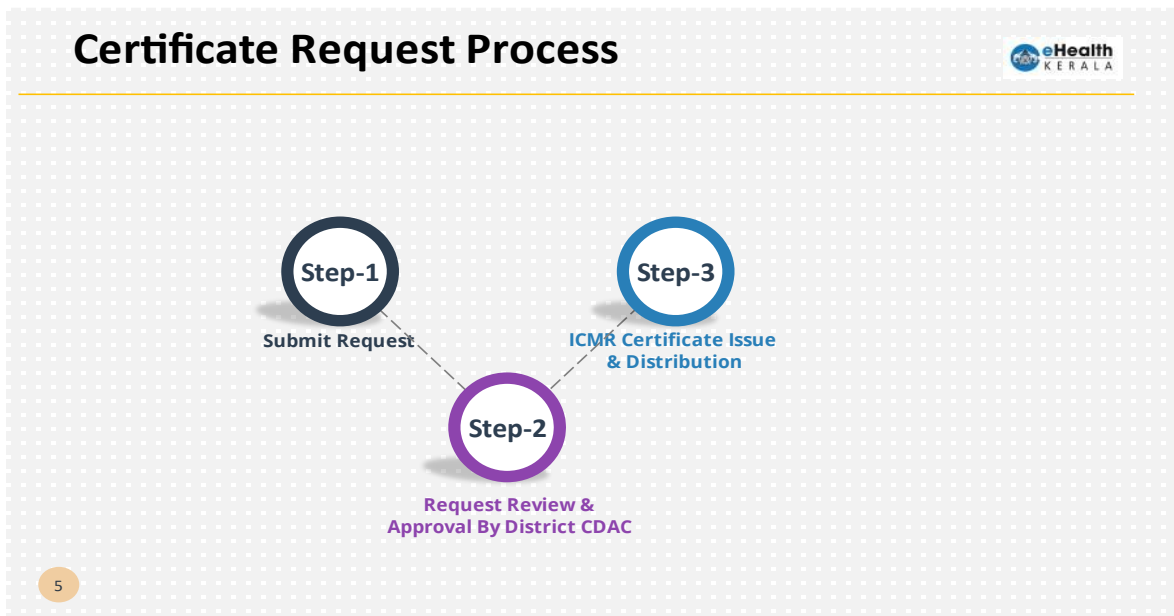 Certificate Request Process
eHealth
KERALA
Step-1
Submit Request
Step-2
Request Review &
Approval By District CDAC
Step-3
ICMR Certificate Issue
& Distribution
5